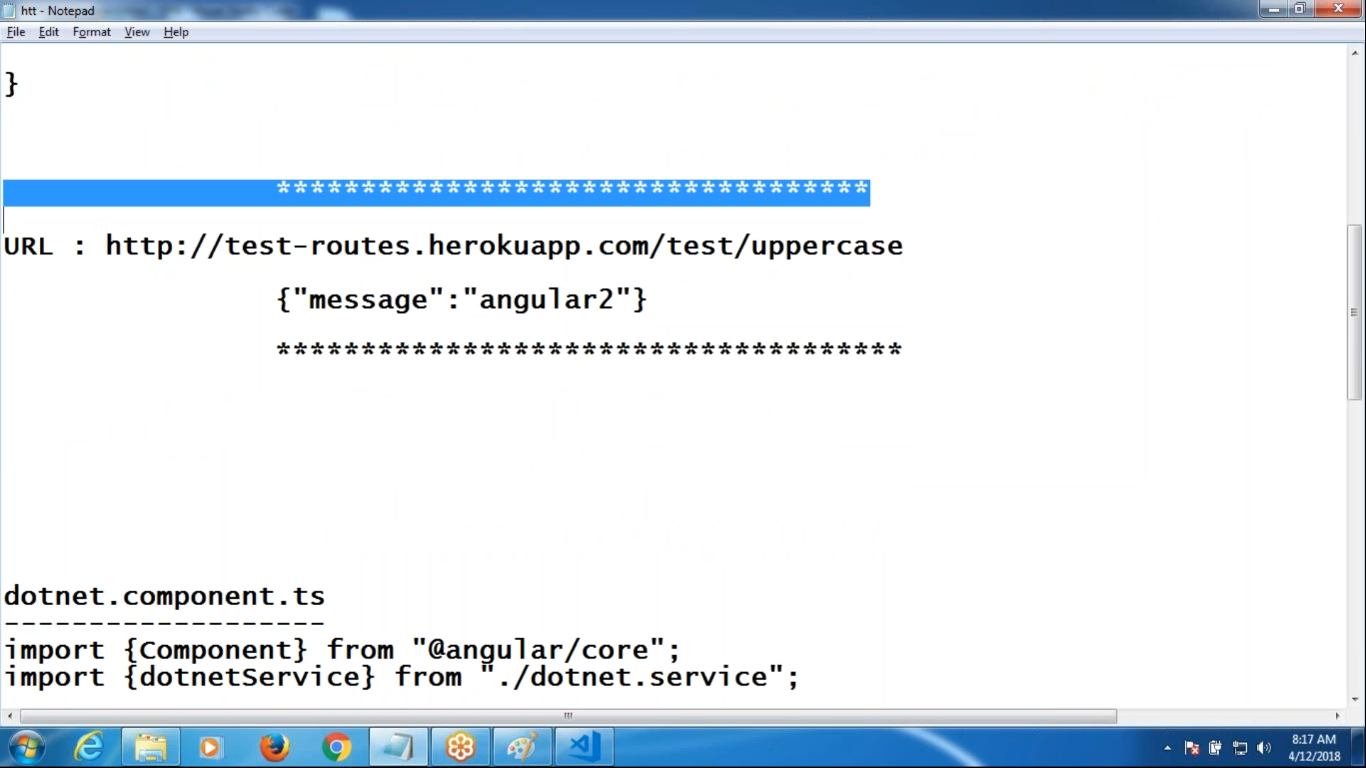 htt - Notepad
File Edit Format View Help
}
***********************************
URL : http://test-routes.herokuapp.com/test/uppercase
{"message":"angular2"}
*************************************
dotnet.component.ts
-------------------
import {Component} from "@angular/core";
import {dotnetService} from "./dotnet.service";
8:17 AM
4/12/2018